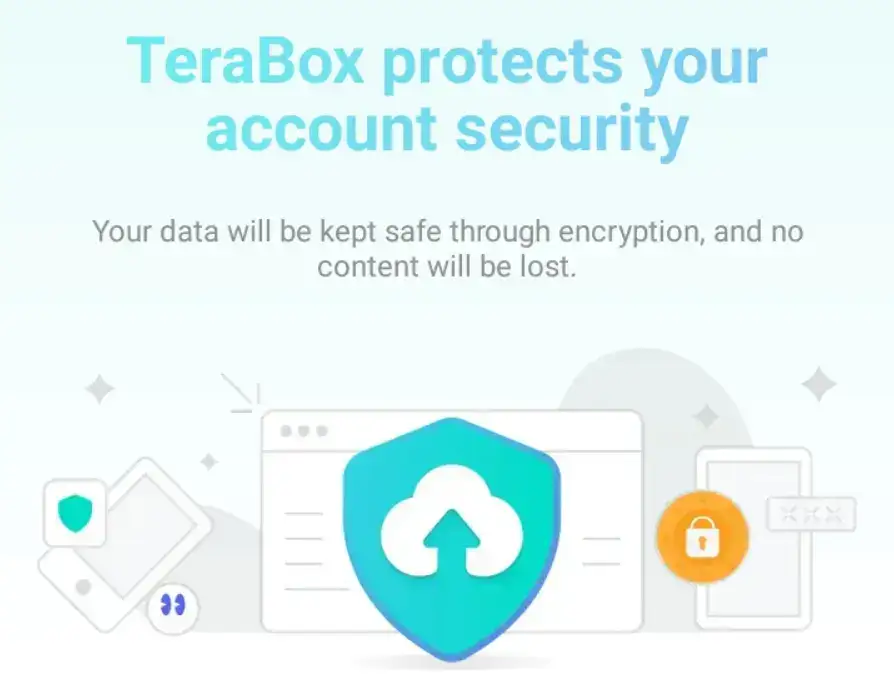 TeraBox protects your
account security
Your data will be kept safe through encryption, and no
content will be lost.